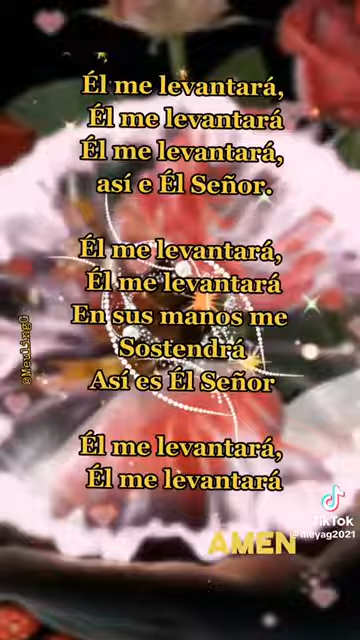 Él me levantará,
Él me levantará
Él me levantará,
así e Él Señor.
Él me levantará,
Él me levantará
En sus manos me
Sostendrá
Así es Él Señor
Él me levantará,
Él me levantará
AMEN
TikTok
@meyag2021